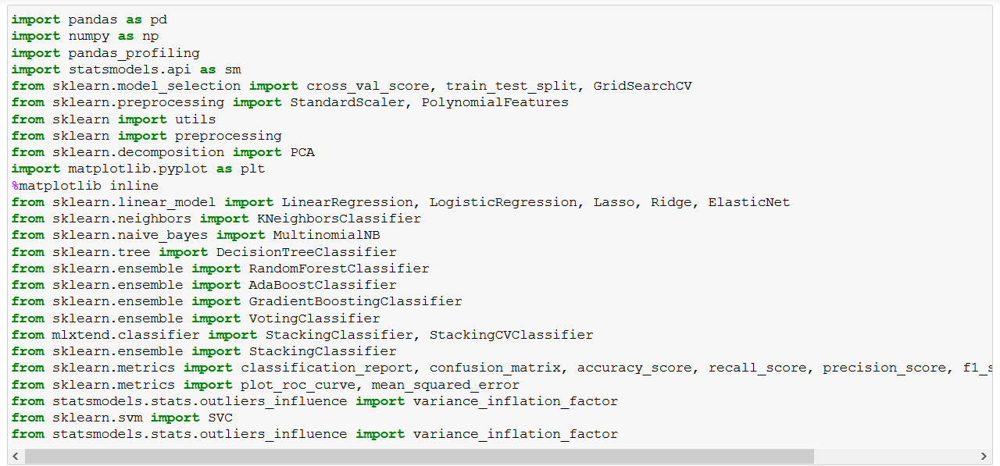 import pandas as pd
import numpy as np
import pandas_profiling
import statsmodels.api as sm
from sklearn.model_selection import cross_val_score, train_test_split, GridSearchCV
from sklearn.preprocessing import StandardScaler, PolynomialFeatures
from sklearn import utils
from sklearn import preprocessing
from sklearn.decomposition import PCA
import matplotlib.pyplot as plt
%matplotlib inline
from sklearn.linear_model import LinearRegression, LogisticRegression, Lasso, Ridge, ElasticNet
from sklearn.neighbors import KNeighborsClassifier
from sklearn.naive_bayes import MultinomialNB
from sklearn.tree import DecisionTreeClassifier
from sklearn.ensemble import RandomForestClassifier
from sklearn.ensemble import AdaBoostClassifier
from sklearn.ensemble import GradientBoostingClassifier
from sklearn.ensemble import VotingClassifier
from mlxtend.classifier import StackingClassifier, StackingCVClassifier
from sklearn.ensemble import StackingClassifier
from sklearn.metrics import classification_report, confusion_matrix, accuracy_score, recall_score, precision_score,
from sklearn.metrics import plot_roc_curve, mean_squared_error
from statsmodels.stats.outliers_influence import variance_inflation_factor
from sklearn.svm import SVC
from statsmodels.stats.outliers_influence import variance_inflation_factor